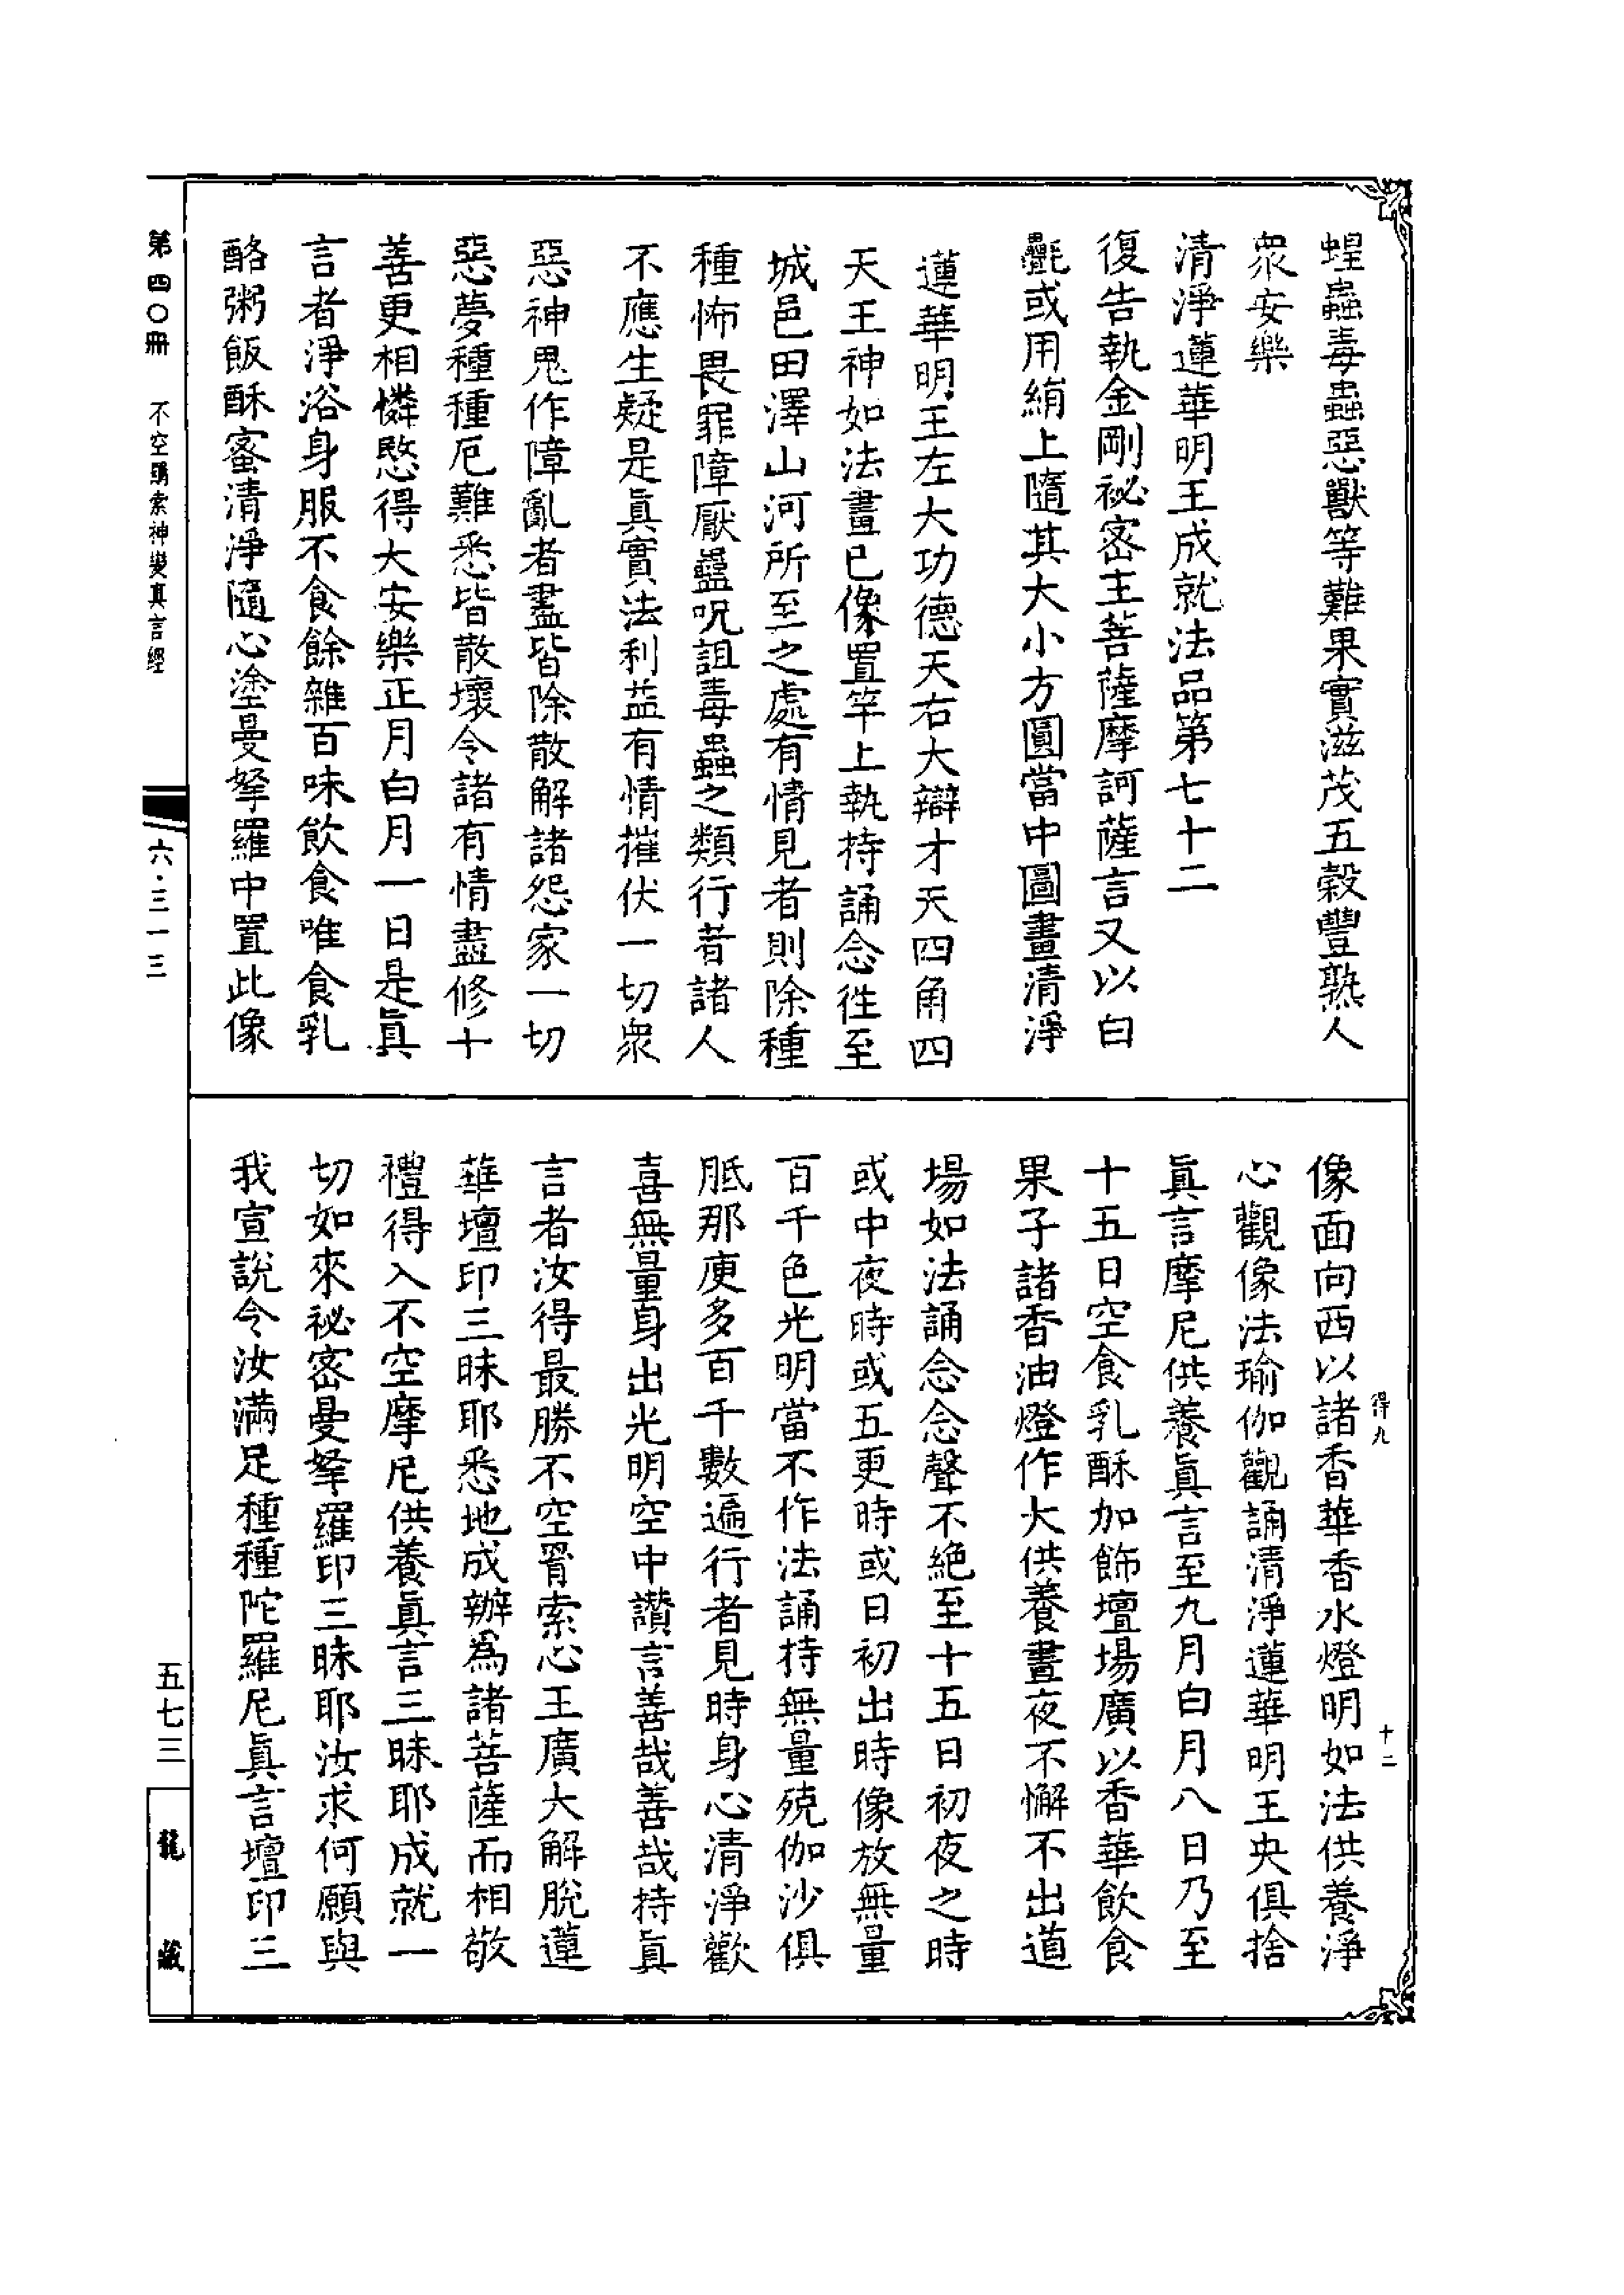 蝗蟲毒蟲惡獸等難果實滋茂五穀豐熟人
衆安樂
清淨蓮華明王成就法品第七十二
復告執金剛祕密主菩薩摩訶薩言又以白
㲲或用絹上隨其大小方圓當中圖畫清淨
蓮華明王左大功德天右大辯才天四角四
天王神如法畫已像置竿上執持誦念徃至
城邑田澤山河所至之處有情見者則除種
種怖畏罪障厭蠱呪詛毒蟲之類行者諸人
不應生疑是眞實法利益有情摧伏一切衆
惡神鬼作障亂者盡皆除散解諸怨家一切
惡夢種種厄難悉皆散壞令諸有情盡修十
善更相憐愍得大安樂正月白月一日是眞
言者淨浴身服不食餘雜百味飲食唯食乳
酪粥飯酥蜜清淨隨心塗曼拏羅中置此像
像面向西以諸香華香水燈明如法供養淨
心觀像法瑜伽觀誦清淨蓮華明王央俱捨
眞言摩尼供養眞言至九月白月八日乃至
十五日空食乳酥加飾壇場廣以香華飲食
果子諸香油燈作大供養晝夜不懈不出道
場如法誦念念聲不絕至十五日初夜之時
或中夜時或五更時或日初出時像放無量
百千色光明當不作法誦持無量殑伽沙俱
胝那庾多百千數遍行者見時身心清淨歡
喜無量身出光明空中讚言善哉善哉持眞
言者汝得最勝不空罥索心王廣大解脫蓮
華壇印三昧耶悉地成辦爲諸菩薩而相敬
禮得入不空摩尼供養眞言三昧耶成就一
切如來祕密曼拏羅印三昧耶汝求何願與
我宣說令汝滿足種種陀羅尼眞言壇印三
得九
十二
第四〇冊 不空羂索神變真言經
六·三一三
五七三
龍藏